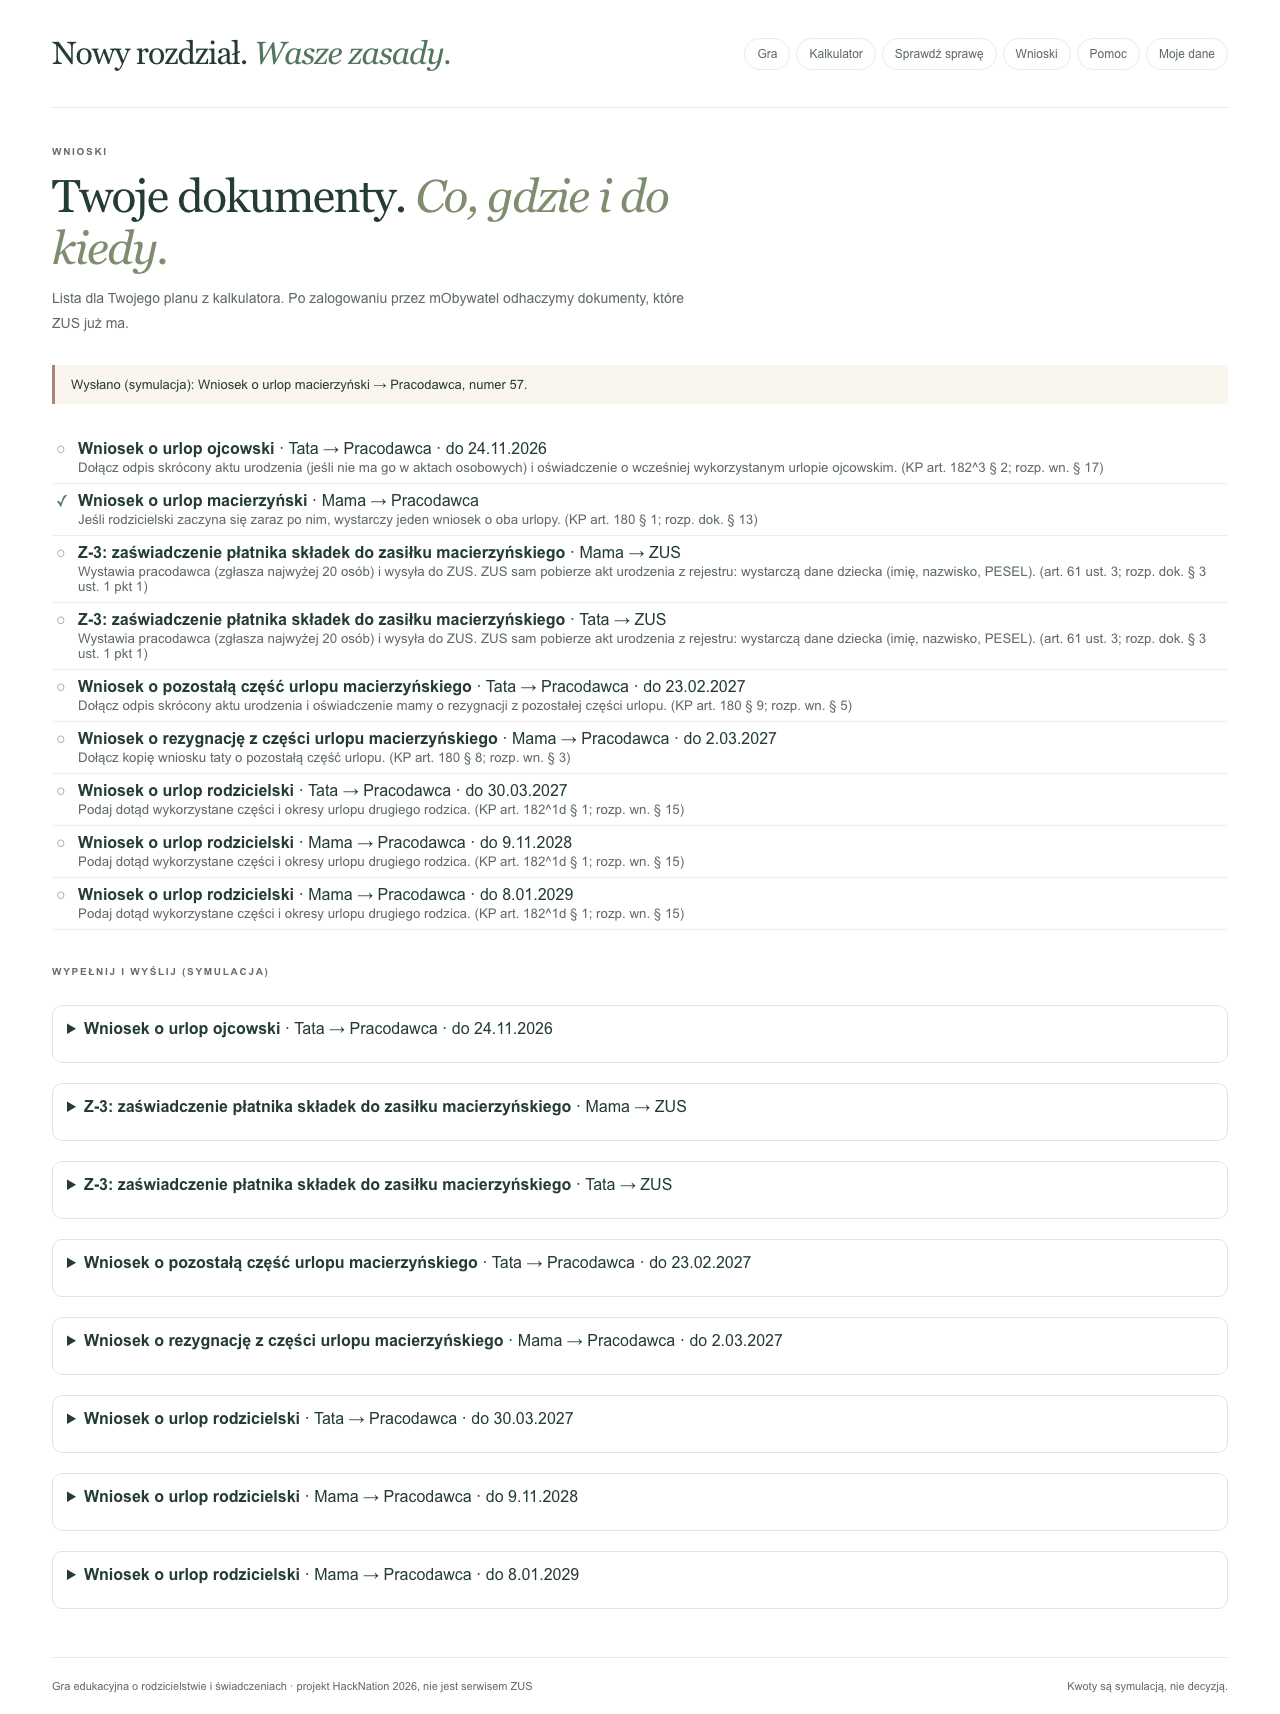 Nowy rozdział. Wasze zasady.
Gra
Kalkulator
Sprawdź sprawę
Wnioski
Pomoc
Moje dane
WNIOSKI
Twoje dokumenty. Co, gdzie i do
kiedy.
Lista dla Twojego planu z kalkulatora. Po zalogowaniu przez mObywatel odhaczymy dokumenty, które
ZUS już ma.
Wysłano (symulacja): Wniosek o urlop macierzyński → Pracodawca, numer 57.
○ Wniosek o urlop ojcowski · Tata → Pracodawca · do 24.11.2026
Dołącz odpis skrócony aktu urodzenia (jeśli nie ma go w aktach osobowych) i oświadczenie o wcześniej wykorzystanym urlopie ojcowskim. (KP art. 182^3 § 2; rozp. wn. § 17)
✓ Wniosek o urlop macierzyński · Mama → Pracodawca
Jeśli rodzicielski zaczyna się zaraz po nim, wystarczy jeden wniosek o oba urlopy. (KP art. 180 § 1; rozp. dok. § 13)
○ Z-3: zaświadczenie płatnika składek do zasiłku macierzyńskiego · Mama → ZUS
Wystawia pracodawca (zgłasza najwyżej 20 osób) i wysyła do ZUS. ZUS sam pobierze akt urodzenia z rejestru: wystarczą dane dziecka (imię, nazwisko, PESEL). (art. 61 ust. 3; rozp. dok. § 3
ust. 1 pkt 1)
○ Z-3: zaświadczenie płatnika składek do zasiłku macierzyńskiego · Tata → ZUS
Wystawia pracodawca (zgłasza najwyżej 20 osób) i wysyła do ZUS. ZUS sam pobierze akt urodzenia z rejestru: wystarczą dane dziecka (imię, nazwisko, PESEL). (art. 61 ust. 3; rozp. dok. § 3
ust. 1 pkt 1)
○ Wniosek o pozostałą część urlopu macierzyńskiego · Tata → Pracodawca · do 23.02.2027
Dołącz odpis skrócony aktu urodzenia i oświadczenie mamy o rezygnacji z pozostałej części urlopu. (KP art. 180 § 9; rozp. wn. § 5)
○ Wniosek o rezygnację z części urlopu macierzyńskiego · Mama → Pracodawca · do 2.03.2027
Dołącz kopię wniosku taty o pozostałą część urlopu. (KP art. 180 § 8; rozp. wn. § 3)
○ Wniosek o urlop rodzicielski · Tata → Pracodawca · do 30.03.2027
Podaj dotąd wykorzystane części i okresy urlopu drugiego rodzica. (KP art. 182^1d § 1; rozp. wn. § 15)
○ Wniosek o urlop rodzicielski · Mama → Pracodawca · do 9.11.2028
Podaj dotąd wykorzystane części i okresy urlopu drugiego rodzica. (KP art. 182^1d § 1; rozp. wn. § 15)
○ Wniosek o urlop rodzicielski · Mama → Pracodawca · do 8.01.2029
Podaj dotąd wykorzystane części i okresy urlopu drugiego rodzica. (KP art. 182^1d § 1; rozp. wn. § 15)
WYPEŁNIJ I WYŚLIJ (SYMULACJA)
▶ Wniosek o urlop ojcowski · Tata → Pracodawca · do 24.11.2026
▶ Z-3: zaświadczenie płatnika składek do zasiłku macierzyńskiego · Mama → ZUS
▶ Z-3: zaświadczenie płatnika składek do zasiłku macierzyńskiego · Tata → ZUS
▶ Wniosek o pozostałą część urlopu macierzyńskiego · Tata → Pracodawca · do 23.02.2027
▶ Wniosek o rezygnację z części urlopu macierzyńskiego · Mama → Pracodawca · do 2.03.2027
▶ Wniosek o urlop rodzicielski · Tata → Pracodawca · do 30.03.2027
▶ Wniosek o urlop rodzicielski · Mama → Pracodawca · do 9.11.2028
▶ Wniosek o urlop rodzicielski · Mama → Pracodawca · do 8.01.2029
Gra edukacyjna o rodzicielstwie i świadczeniach · projekt HackNation 2026, nie jest serwisem ZUS
Kwoty są symulacją, nie decyzją.